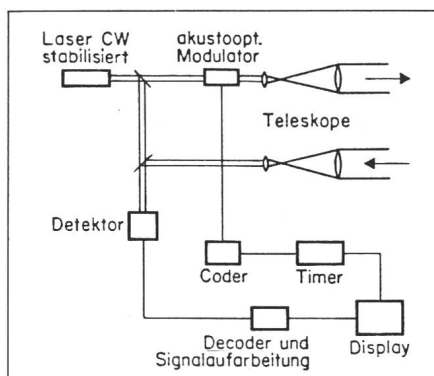 Laser CW
stabilisiert
akustoopt.
Modulator
Teleskope
Detektor
Coder
Timer
Decoder und
Signalaufarbeitung
Display